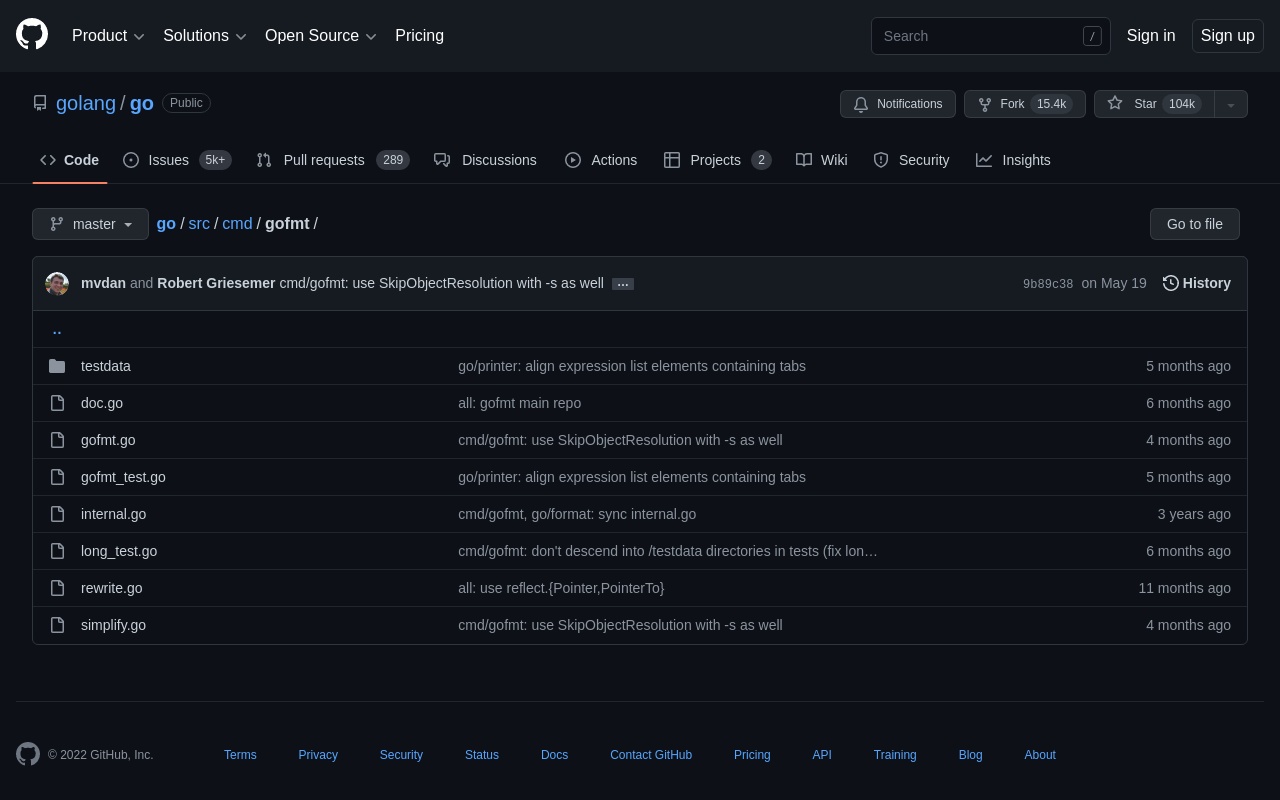 Product Solutions Open Source Pricing Search / Sign in Sign up
golang / go Public Notifications Fork 15.4k Star 104k
Code Issues 5k+ Pull requests 289 Discussions Actions Projects 2 Wiki Security Insights
master go / src / cmd / gofmt / Go to file
mvdan and Robert Griesemer cmd/gofmt: use SkipObjectResolution with -s as well … 9b89c38 on May 19 History
..
testdata go/printer: align expression list elements containing tabs 5 months ago
doc.go all: gofmt main repo 6 months ago
gofmt.go cmd/gofmt: use SkipObjectResolution with -s as well 4 months ago
gofmt_test.go go/printer: align expression list elements containing tabs 5 months ago
internal.go cmd/gofmt, go/format: sync internal.go 3 years ago
long_test.go cmd/gofmt: don't descend into /testdata directories in tests (fix lon… 6 months ago
rewrite.go all: use reflect.{Pointer,PointerTo} 11 months ago
simplify.go cmd/gofmt: use SkipObjectResolution with -s as well 4 months ago
© 2022 GitHub, Inc. Terms Privacy Security Status Docs Contact GitHub Pricing API Training Blog About